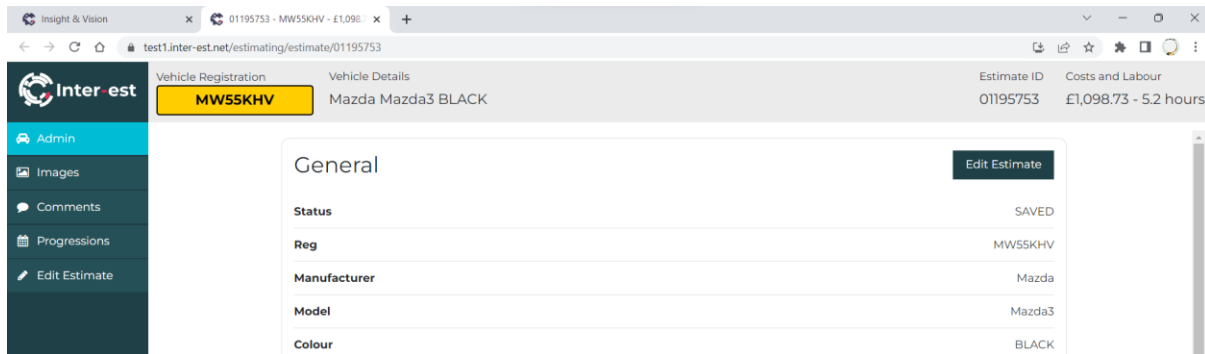 Insight & Vision
01195753 - MW55KHV - £1,098.
test1.inter-est.net/estimating/estimate/01195753
Inter-est
Vehicle Registration
MW55KHV
Vehicle Details
Mazda Mazda3 BLACK
Estimate ID
01195753
Costs and Labour
£1,098.73 - 5.2 hours
Admin
Images
Comments
Progressions
Edit Estimate
General
Edit Estimate
Status SAVED
Reg MW55KHV
Manufacturer Mazda
Model Mazda3
Colour BLACK